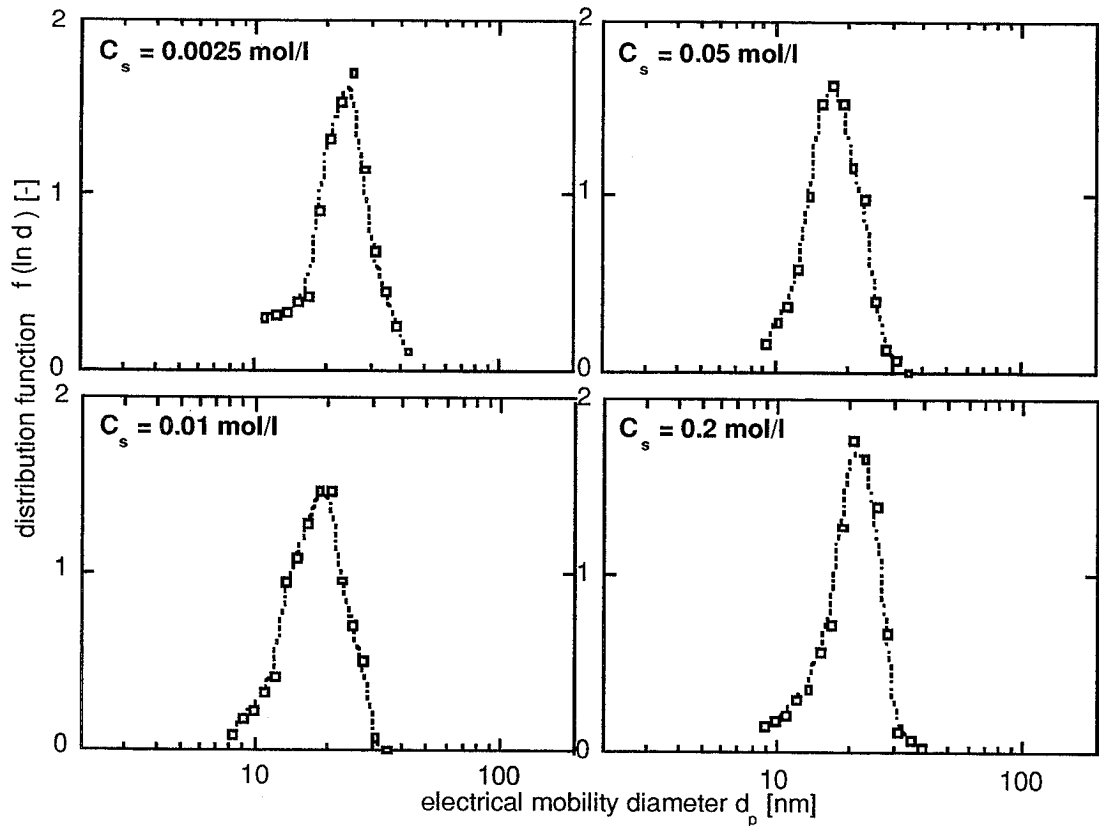 C_s = 0.0025 mol/l
C_s = 0.05 mol/l
2
1
0
2
1
0
C_s = 0.01 mol/l
C_s = 0.2 mol/l
2
1
0
2
1
0
10
100
10
100
distribution function f (ln d ) [-]
electrical mobility diameter d_p [nm]